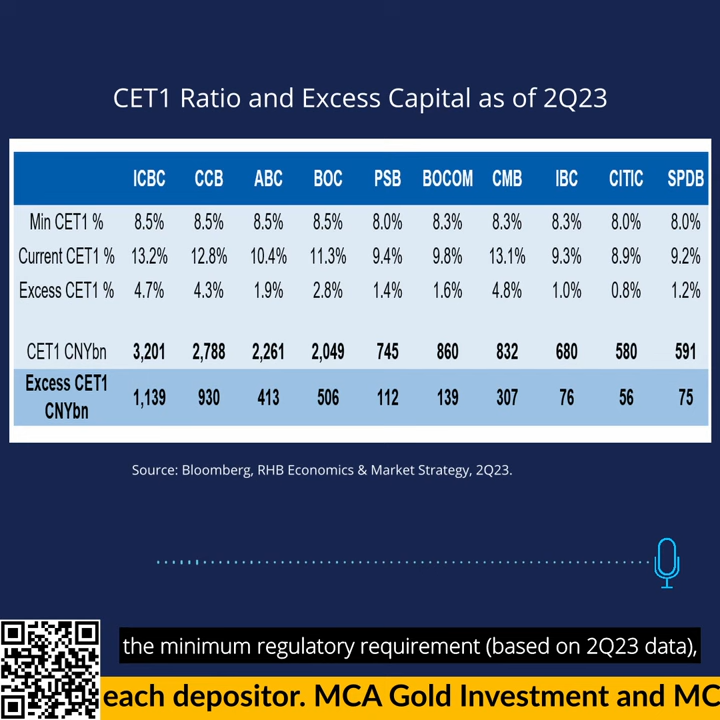 CET1 Ratio and Excess Capital as of 2Q23
ICBC CCB ABC BOC PSB BOCOM CMB IBC CITIC SPDB
Min CET1 % 8.5% 8.5% 8.5% 8.5% 8.0% 8.3% 8.3% 8.3% 8.0% 8.0%
Current CET1 % 13.2% 12.8% 10.4% 11.3% 9.4% 9.8% 13.1% 9.3% 8.9% 9.2%
Excess CET1 % 4.7% 4.3% 1.9% 2.8% 1.4% 1.6% 4.8% 1.0% 0.8% 1.2%
CET1 CNYbn 3,201 2,788 2,261 2,049 745 860 832 680 580 591
Excess CET1
CNYbn 1,139 930 413 506 112 139 307 76 56 75
Source: Bloomberg, RHB Economics & Market Strategy, 2Q23.
the minimum regulatory requirement (based on 2Q23 data),
each depositor. MCA Gold Investment and MC